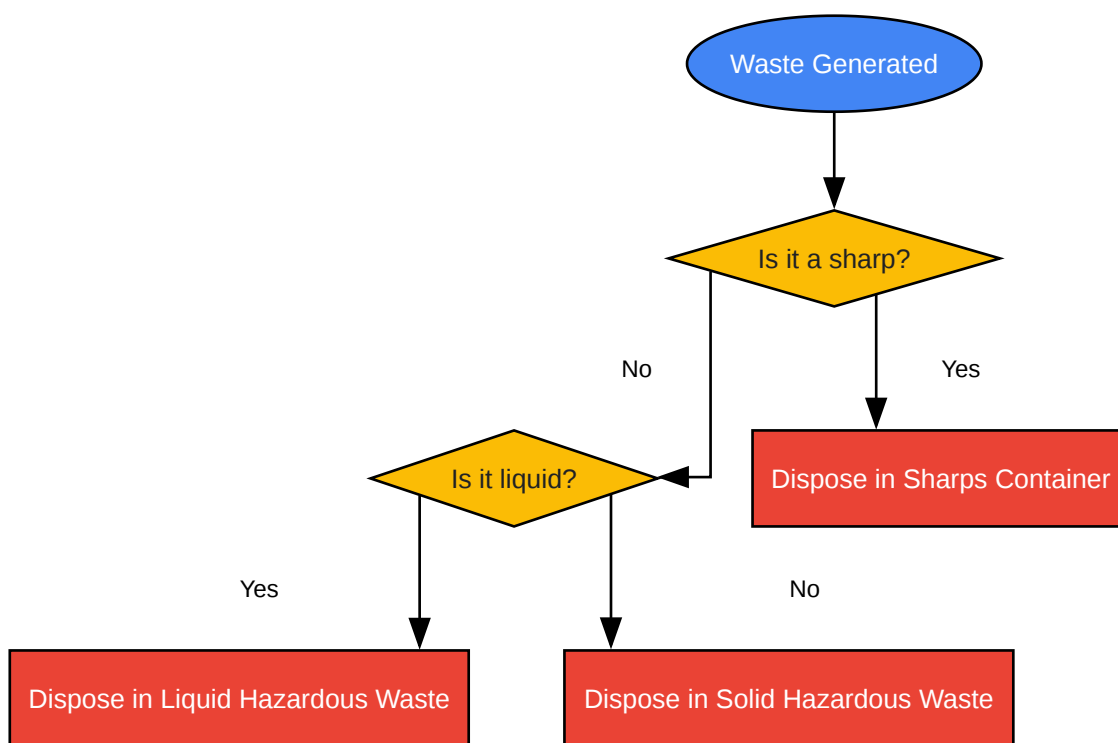 Waste Generated
Is it a sharp?
No
Yes
Is it liquid?
Dispose in Sharps Container
Yes
No
Dispose in Liquid Hazardous Waste
Dispose in Solid Hazardous Waste